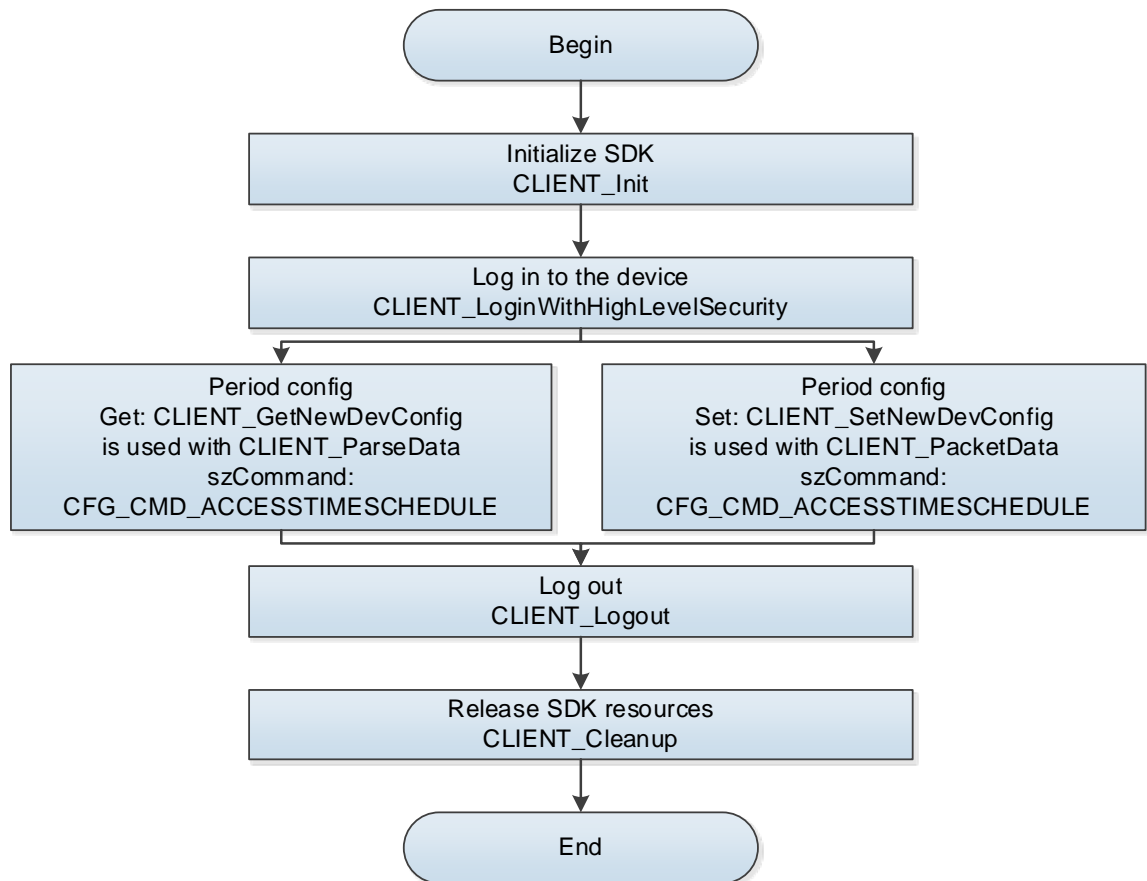 Begin
Initialize SDK
CLIENT_Init
Log in to the device
CLIENT_LoginWithHighLevelSecurity
Period config
Get: CLIENT_GetNewDevConfig
is used with CLIENT_ParseData
szCommand:
CFG_CMD_ACCESSTIMESCHEDULE
Period config
Set: CLIENT_SetNewDevConfig
is used with CLIENT_PacketData
szCommand:
CFG_CMD_ACCESSTIMESCHEDULE
Log out
CLIENT_Logout
Release SDK resources
CLIENT_Cleanup
End